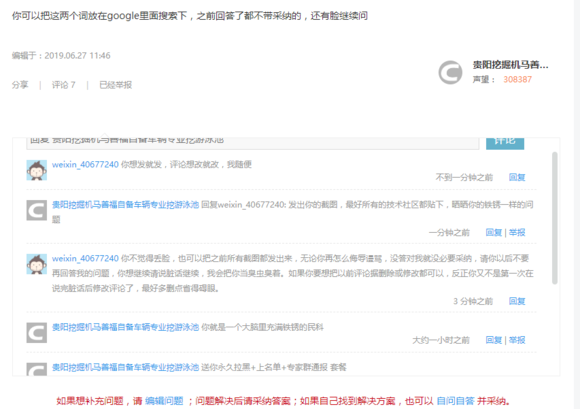 你可以把这两个词放在google里面搜索下，之前回答了都不带采纳的，还有脸继续问
编辑于：2019.06.27 11:46
贵阳挖掘机马善...
声望： 308387
分享 | 评论 7 | 已经举报
回复 贵阳挖掘机马善福自备车辆专业挖游泳池
评论
weixin_40677240 你想发就发，评论想改就改，我随便
不到一分钟之前 回复
贵阳挖掘机马善福自备车辆专业挖游泳池 回复weixin_40677240: 发出你的截图，最好所有的技术社区都贴下，晒晒你的铁锈一样的问
题
一分钟之前 回复 | 举报
weixin_40677240 你不觉得丢脸，也可以把之前所有截图都发出来，无论你再怎么侮辱谴骂，没答对我就没必要采纳，请你以后不要
再回答我的问题，你想继续请说脏话继续，我会把你当臭虫臭着。如果你要想把以前评论据删除或修改都可以，反正你又不是第一次在
说完脏话后修改评论了，最好多删点省得嘚瑟。
3 分钟之前 回复
贵阳挖掘机马善福自备车辆专业挖游泳池 你就是一个大脑里充满铁锈的民科
大约一小时之前 回复 | 举报
贵阳挖掘机马善福自备车辆专业挖游泳池 送你永久拉黑+上名单+专家群通报 套餐
如果想补充问题，请 编辑问题 ；问题解决后请采纳答案；如果自己找到解决方案，也可以 自问自答 并采纳。